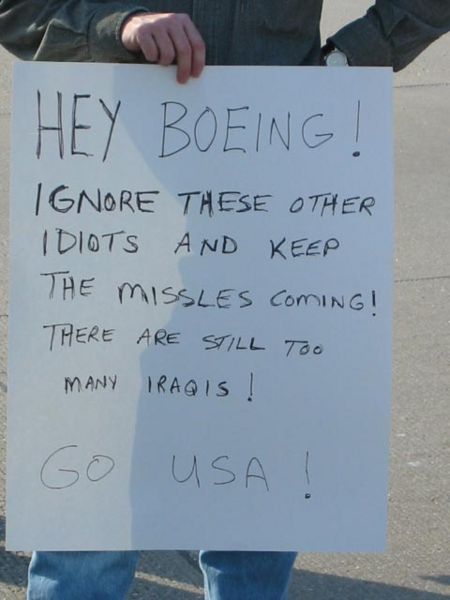 HEY BOEING!
IGNORE THESE OTHER
IDIOTS AND KEEP
THE MISSLES COMING!
THERE ARE STILL TOO
MANY IRAQIS!
GO USA!